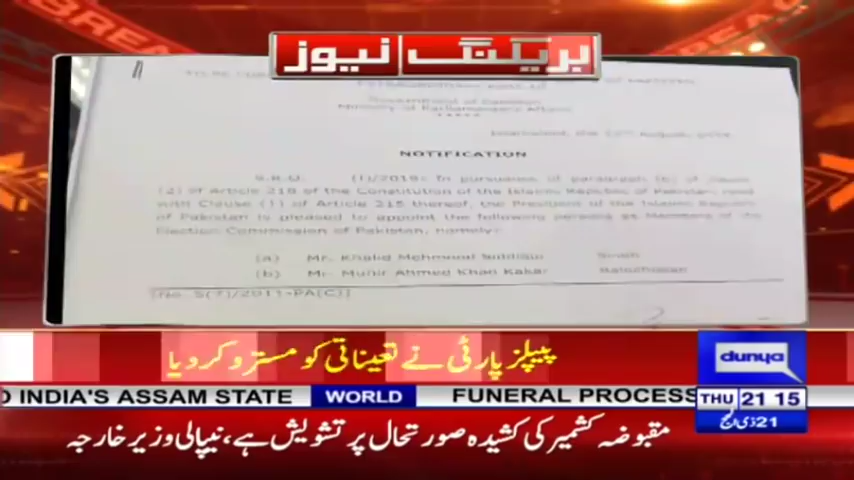 BREAK
بریکنگ نیوز
Government of Pakistan
Ministry of Parliamentary Affairs
NOTIFICATION
S.R.O. (I)/2019: In pursuance of paragraph
(2) of Article 218 of the Constitution of the Islamic Republic of Pakistan, read
with Clause (1) of Article 215 thereof, the President of the Islamic Republic
of Pakistan is pleased to appoint the following persons as Members of the
Election Commission of Pakistan, namely:-
(a) Mr. Khalid Mehmood Siddiqui Sindh
(b) Mr. Munir Ahmed Khan Kakar Balochistan
[No. 5(7)/2011-PA(C)]
پیپلز پارٹی نے تعیناتی کو مسترد کردیا
dunya
INDIA'S ASSAM STATE WORLD FUNERAL PROCESS
THU 21 15
21 ذی الحج
مقبوضہ کشمیر کی کشیدہ صورتحال پر تشویش ہے، نیپالی وزیر خارجہ